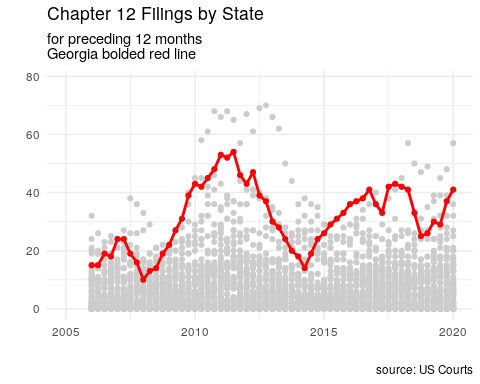 Chapter 12 Filings by State
for preceding 12 months
Georgia bolded red line
80
60
40
20
0
2005 2010 2015 2020
source: US Courts